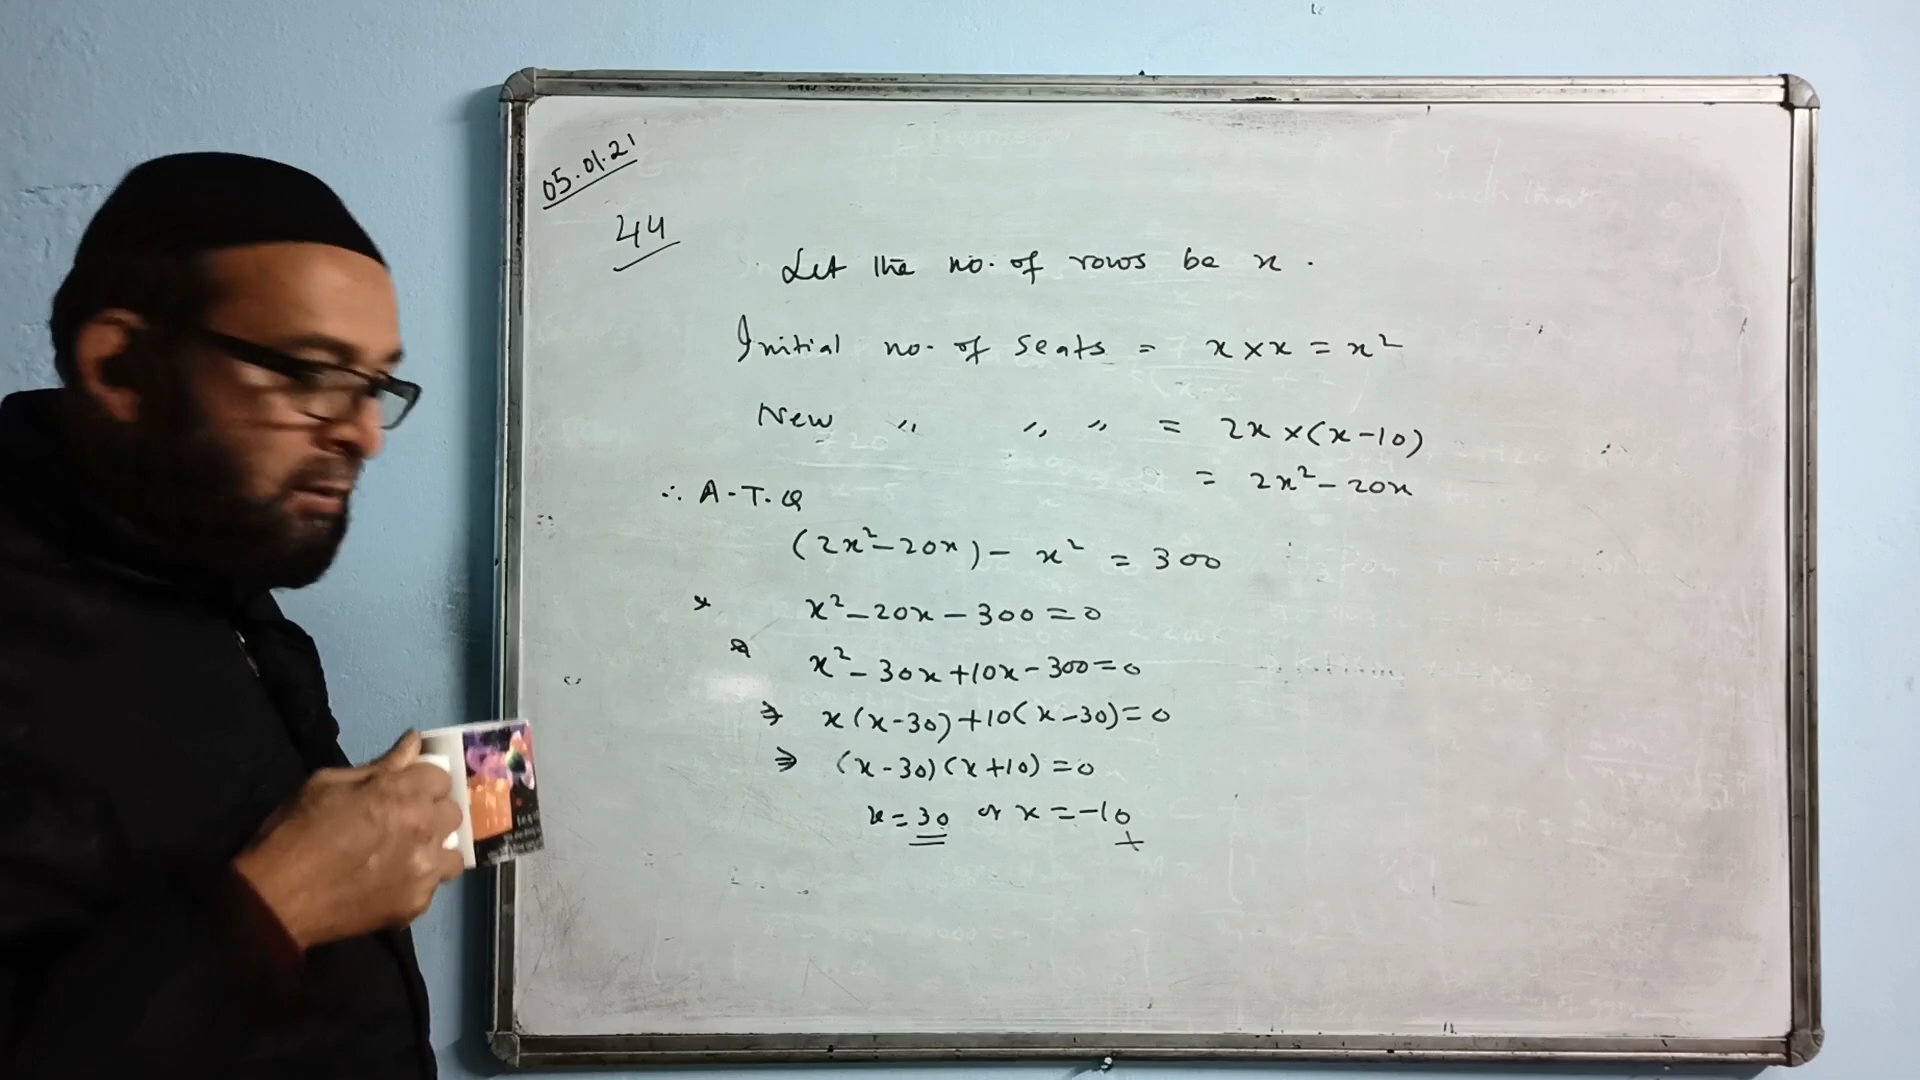 05.01.21
44
Let the no. of rows be x.
Initial no. of seats = x × x = x²
New " " " = 2x × (x-10)
= 2x² - 20x
∴ A.T.Q
(2x² - 20x) - x² = 300
x² - 20x - 300 = 0
x² - 30x + 10x - 300 = 0
⇒ x(x-30) + 10(x-30) = 0
⇒ (x-30)(x+10) = 0
x = 30 or x = -10